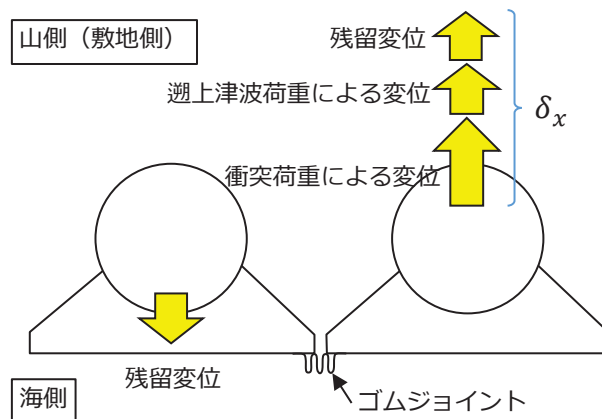 山側（敷地側）
残留変位
遡上津波荷重による変位
δx
衝突荷重による変位
残留変位
海側
ゴムジョイント